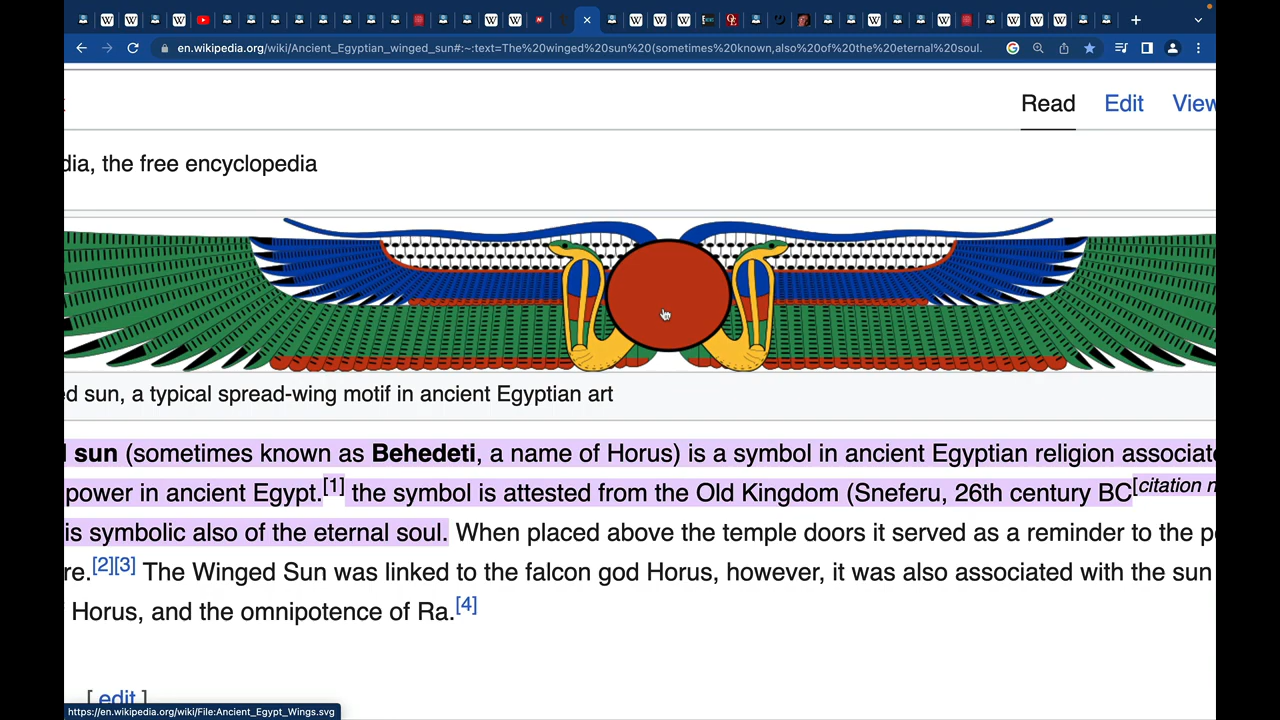 en.wikipedia.org/wiki/Ancient_Egyptian_winged_sun#:~:text=The%20winged%20sun%20(sometimes%20known,also%20of%20the%20eternal%20soul.
Read Edit View
dia, the free encyclopedia
ed sun, a typical spread-wing motif in ancient Egyptian art
l sun (sometimes known as Behedeti, a name of Horus) is a symbol in ancient Egyptian religion associate
power in ancient Egypt.[1] the symbol is attested from the Old Kingdom (Sneferu, 26th century BC[citation n
is symbolic also of the eternal soul. When placed above the temple doors it served as a reminder to the pe
re.[2][3] The Winged Sun was linked to the falcon god Horus, however, it was also associated with the sun
Horus, and the omnipotence of Ra.[4]
[ edit ]
https://en.wikipedia.org/wiki/File:Ancient_Egypt_Wings.svg